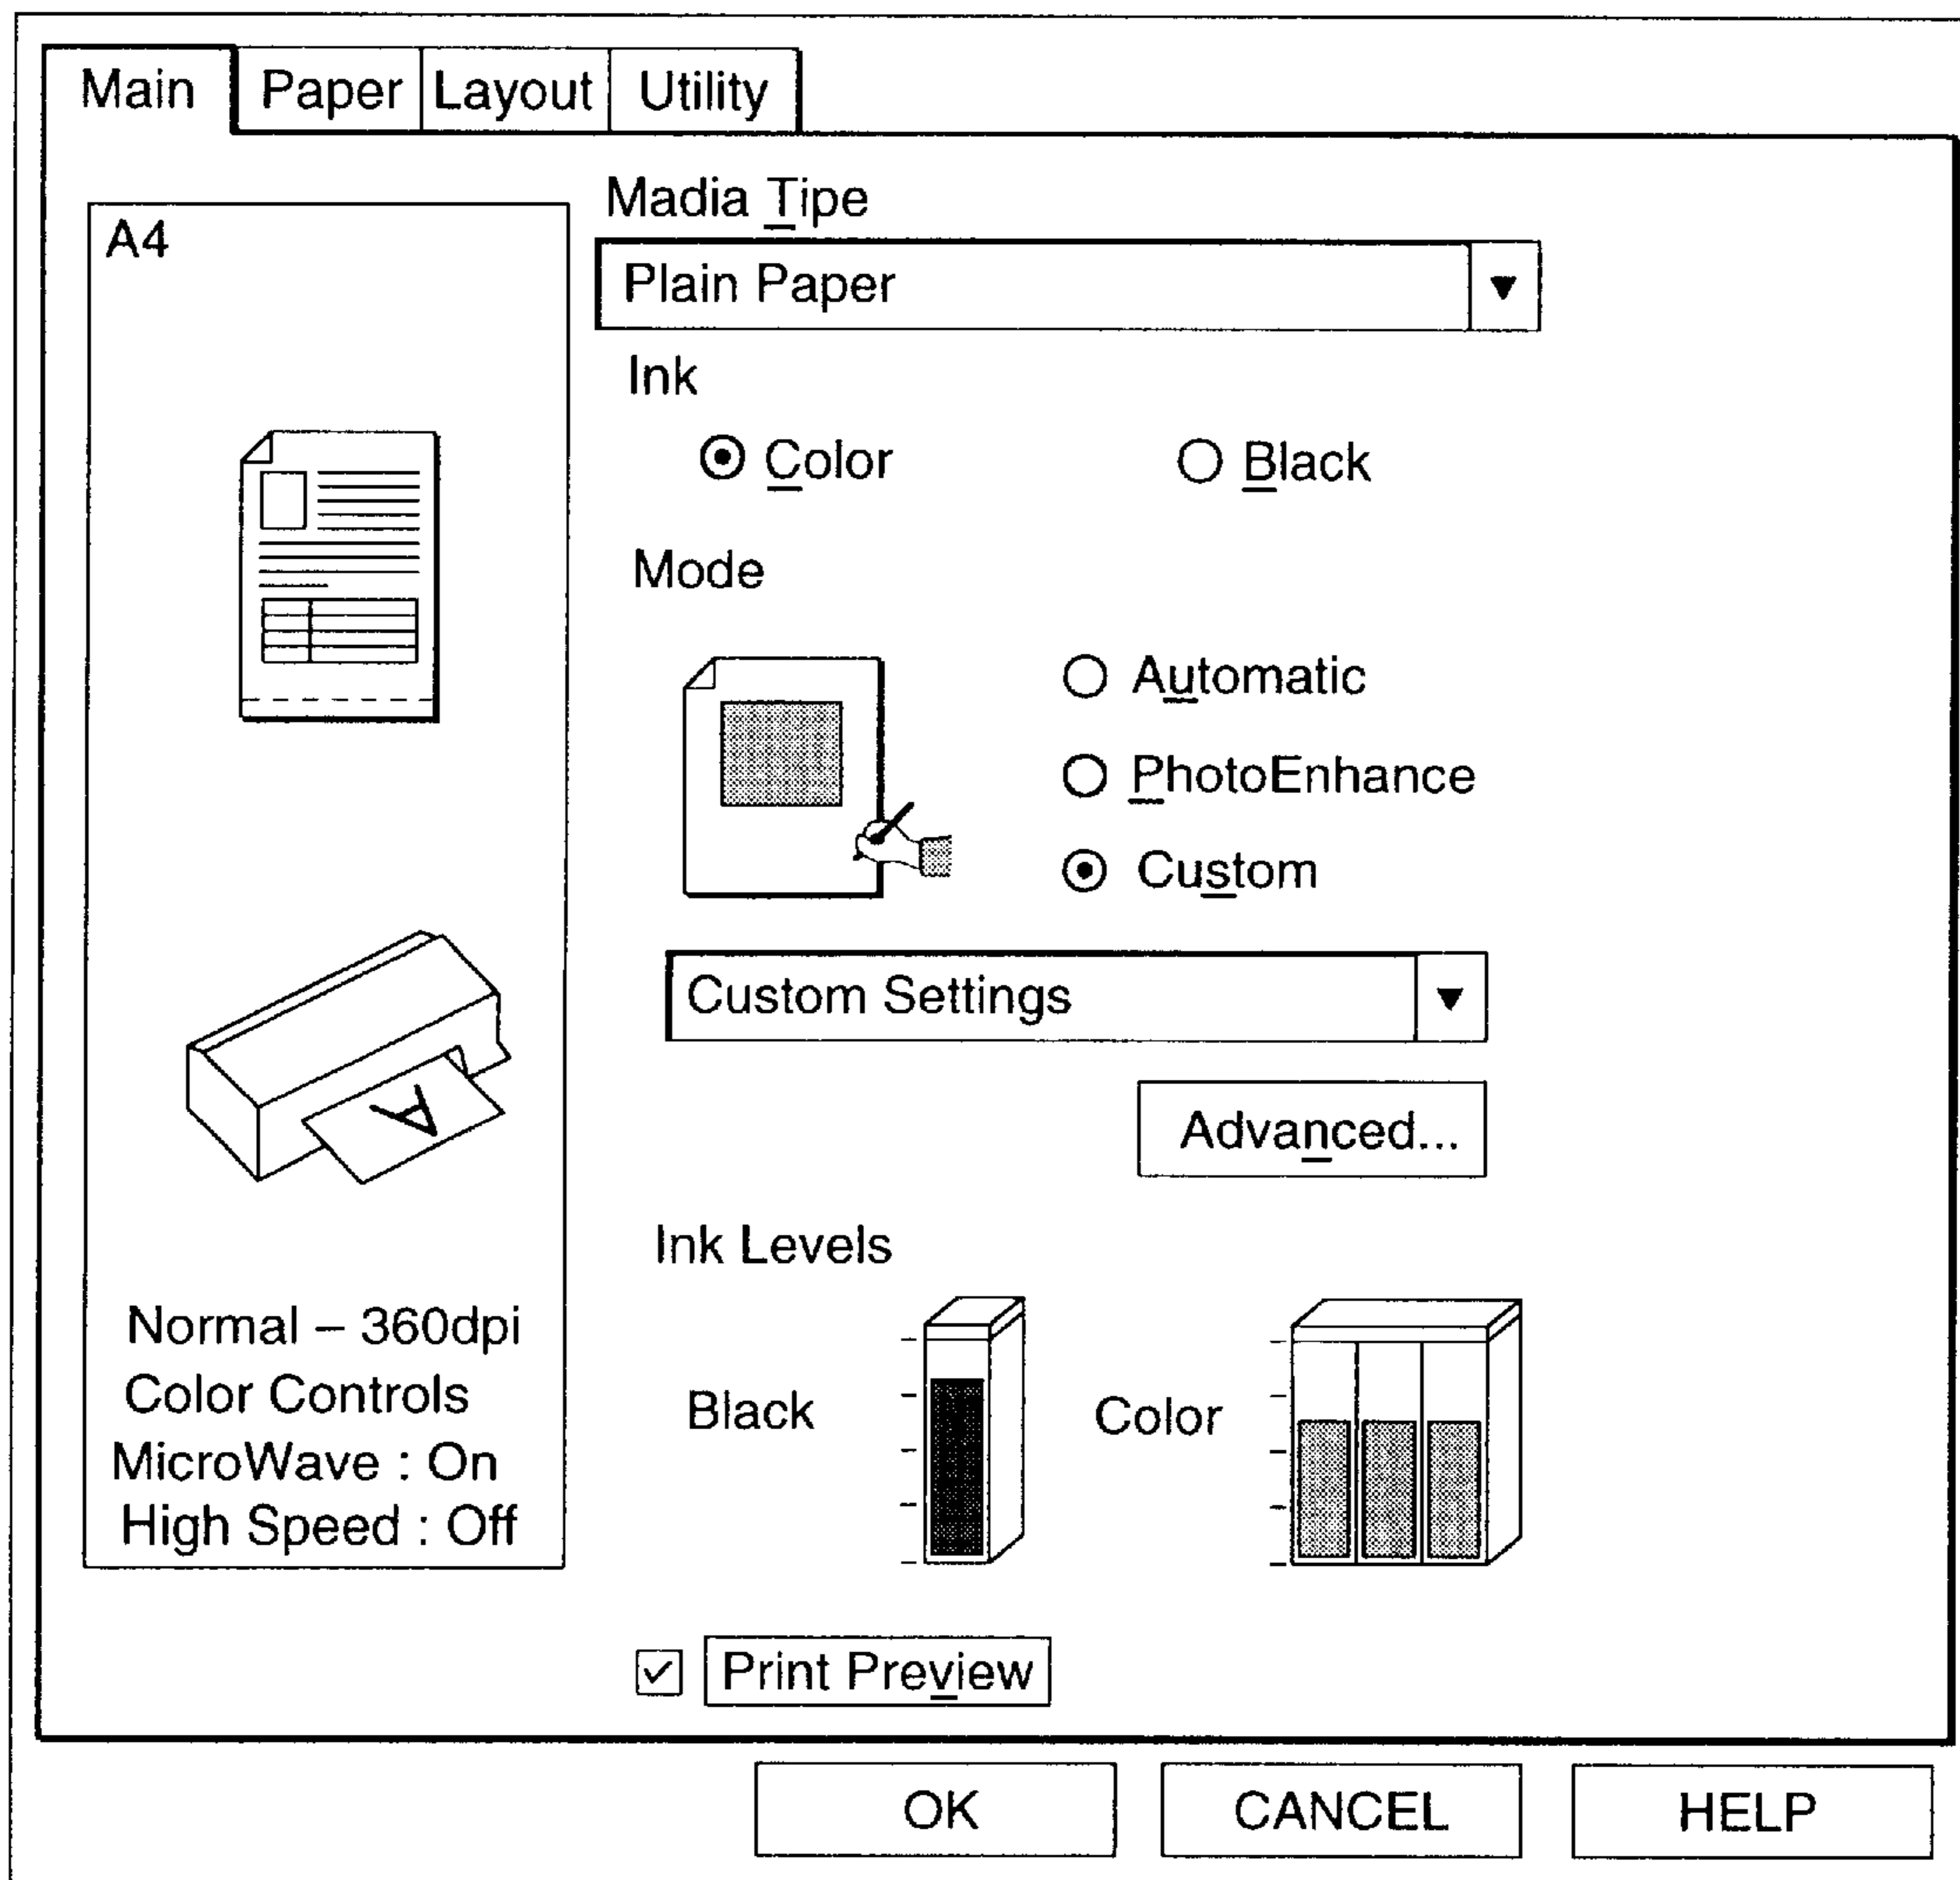 Main Paper Layout Utility
A4
Madia Tipe
Plain Paper
Ink
Color Black
Mode
Automatic
PhotoEnhance
Custom
Custom Settings
Advanced...
A
Normal – 360dpi
Color Controls
MicroWave : On
High Speed : Off
Ink Levels
Black Color
Print Preview
OK CANCEL HELP